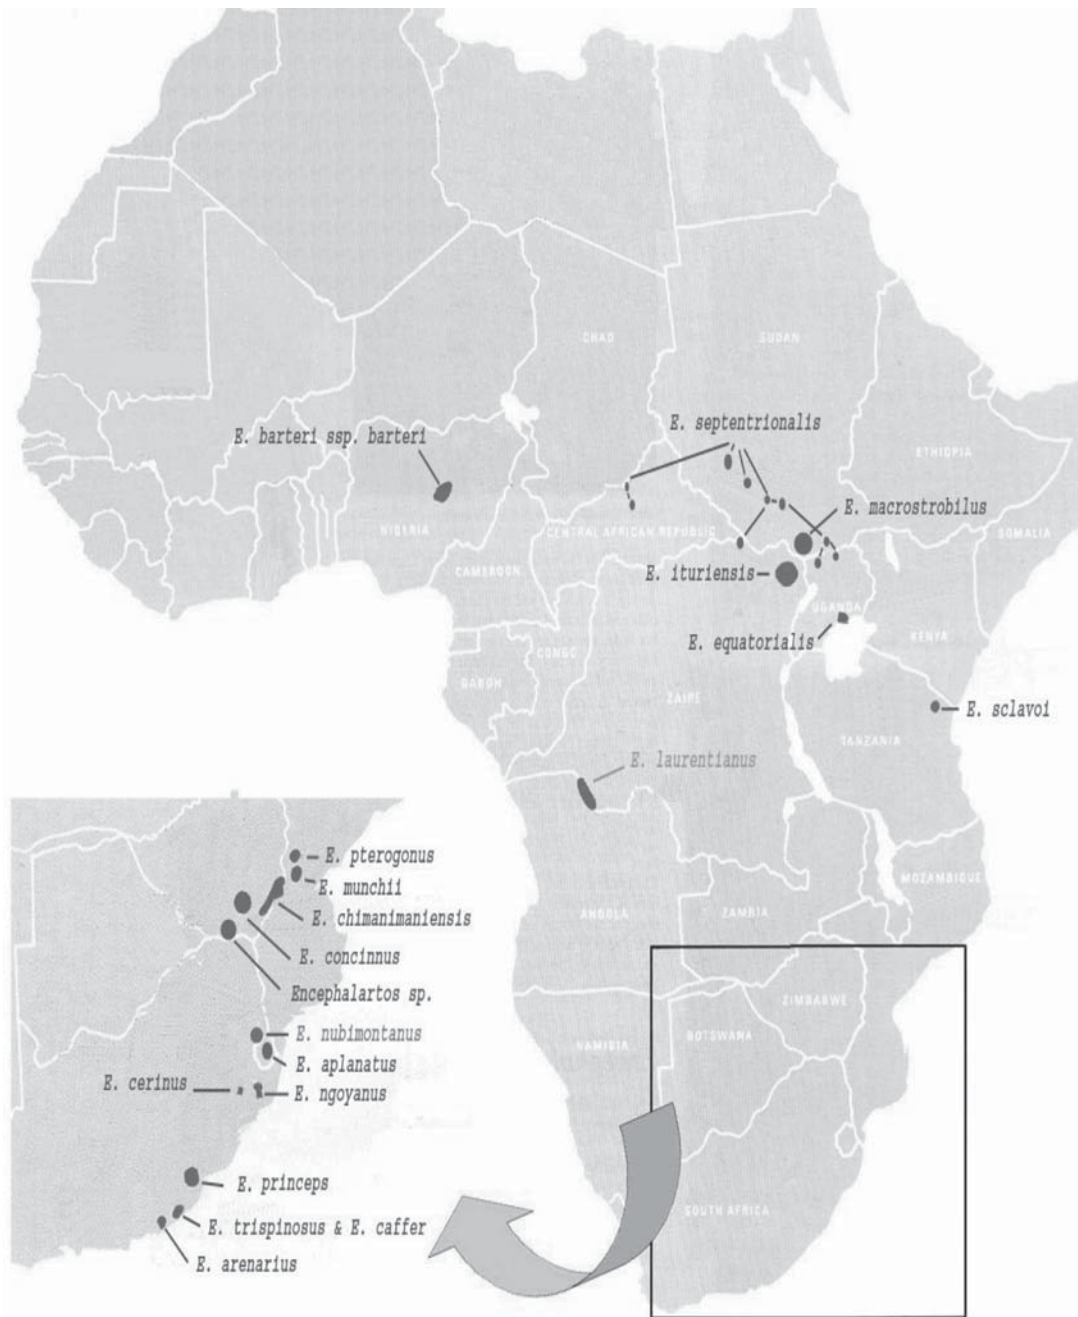 CHAD
SUDAN
E. barteri ssp. barteri
E. septentrionalis
ETHIOPIA
E. macrostrobilus
NIGERIA
CENTRAL AFRICAN REPUBLIC
SOMALIA
CAMEROON
E. ituriensis
UGANDA
E. equatorialis
KENYA
CONGO
GABON
ZAIRE
E. sclavoi
TANZANIA
E. laurentianus
E. pterogonus
E. munchii
MOZAMBIQUE
E. chimanimaniensis
ANGOLA
ZAMBIA
E. concinnus
Encephalartos sp.
ZIMBABWE
E. nubimontanus
BOTSWANA
NAMIBIA
E. aplanatus
E. cerinus
E. ngoyanus
E. princeps
SOUTH AFRICA
E. trispinosus & E. caffer
E. arenarius